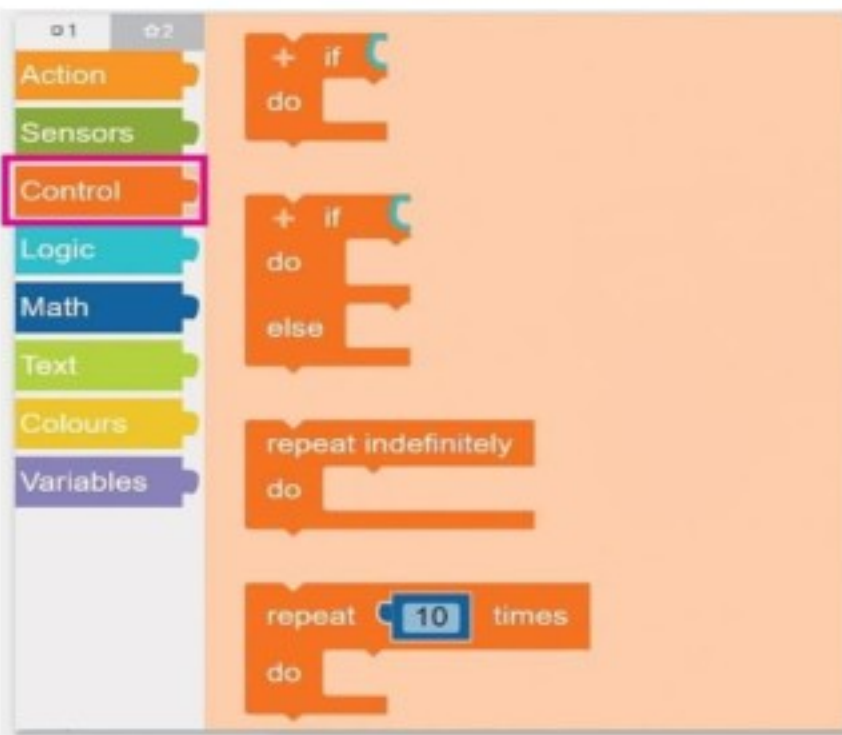 1 2
Action
Sensors
Control
Logic
Math
Text
Colours
Variables
+ if
do
+ if
do
else
repeat indefinitely
do
repeat 10 times
do